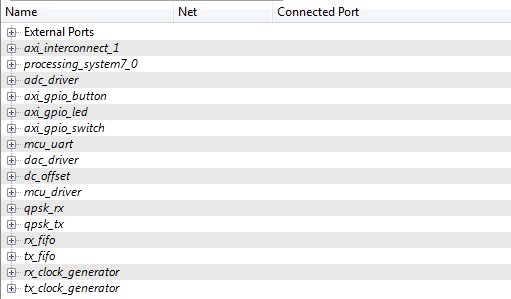 Name Net Connected Port
External Ports
axi_interconnect_1
processing_system7_0
adc_driver
axi_gpio_button
axi_gpio_led
axi_gpio_switch
mcu_uart
dac_driver
dc_offset
mcu_driver
qpsk_rx
qpsk_tx
rx_fifo
tx_fifo
rx_clock_generator
tx_clock_generator